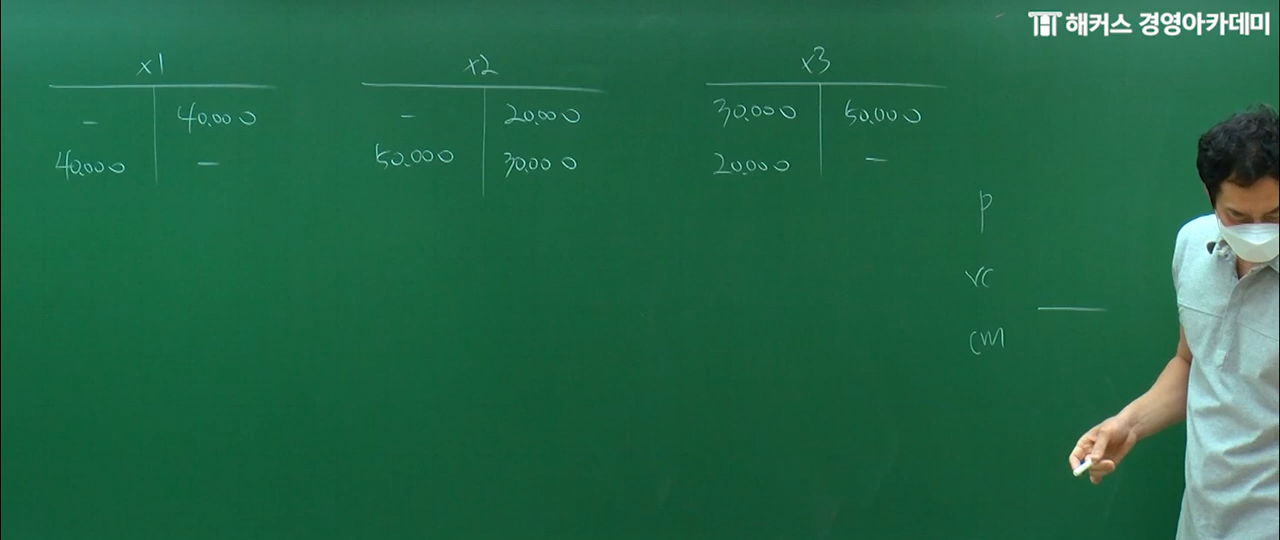 해커스 경영아카데미
x1
- 40,000
40,000 -
x2
- 20,000
50,000 30,000
x3
30,000 50,000
20,000 -
p
vc
cm